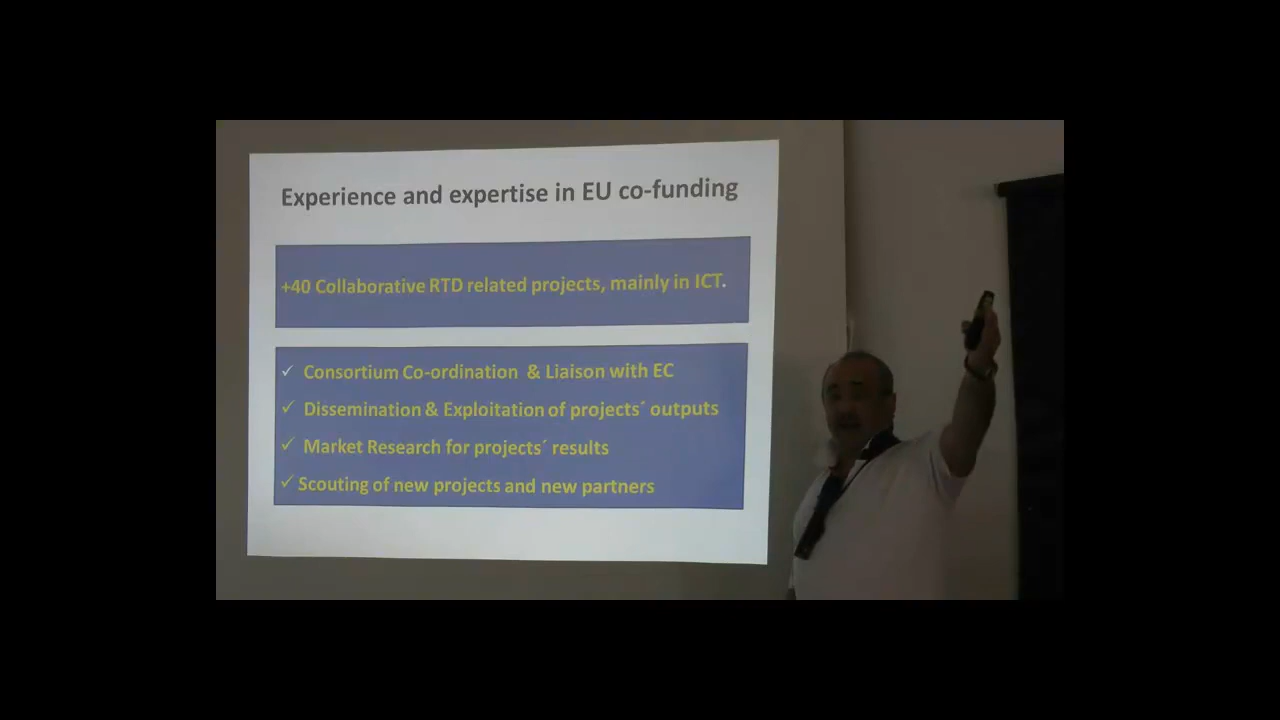 Experience and expertise in EU co-funding
+40 Collaborative RTD related projects, mainly in ICT.
✓ Consortium Co-ordination & Liaison with EC
✓ Dissemination & Exploitation of projects´ outputs
✓ Market Research for projects´ results
✓ Scouting of new projects and new partners